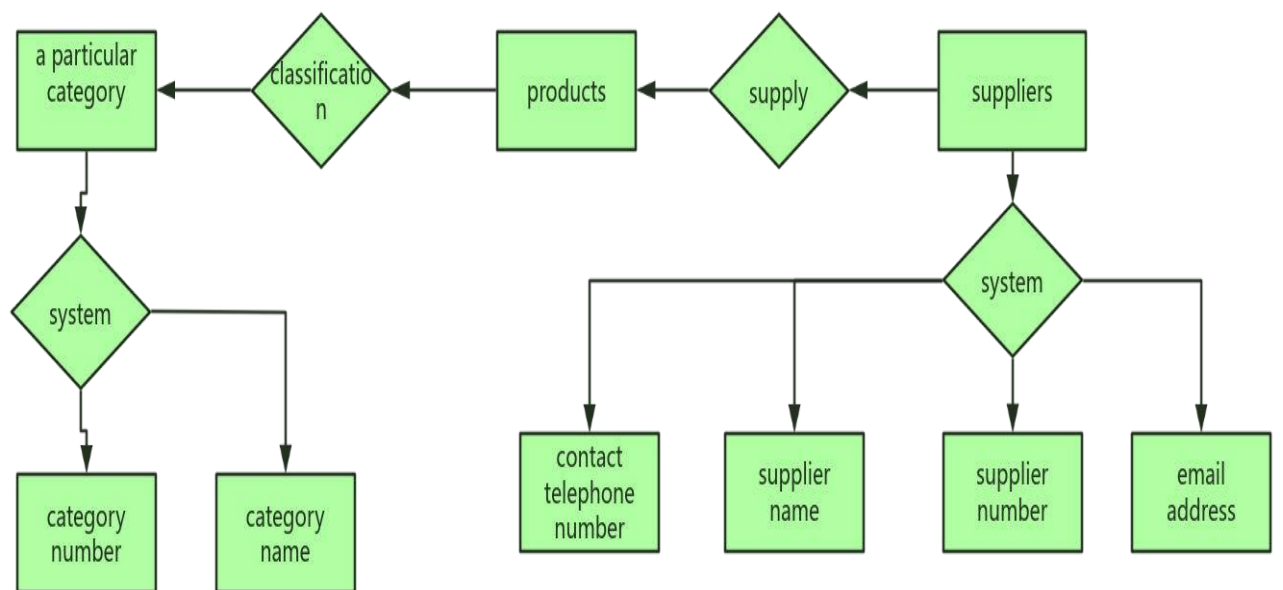 a particular
category
classificatio
n
products
supply
suppliers
system
category
number
category
name
system
contact
telephone
number
supplier
name
supplier
number
email
address